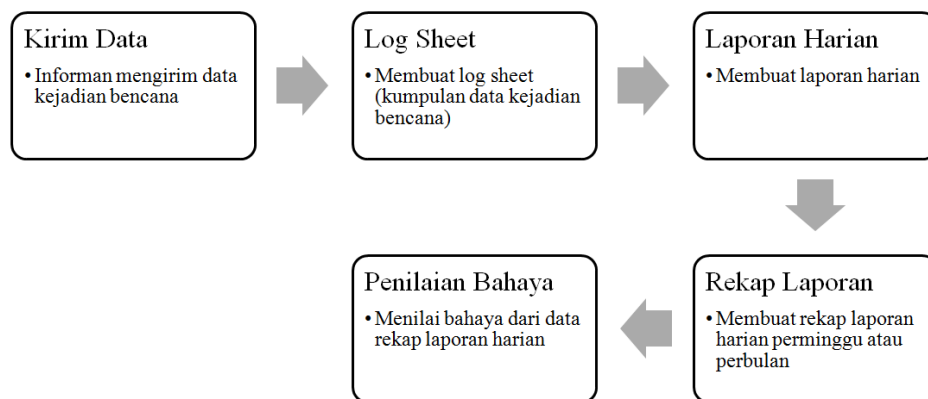 Kirim Data
• Informan mengirim data
kejadian bencana
Log Sheet
• Membuat log sheet
(kumpulan data kejadian
bencana)
Laporan Harian
• Membuat laporan harian
Rekap Laporan
• Membuat rekap laporan
harian perminggu atau
perbulan
Penilaian Bahaya
• Menilai bahaya dari data
rekap laporan harian